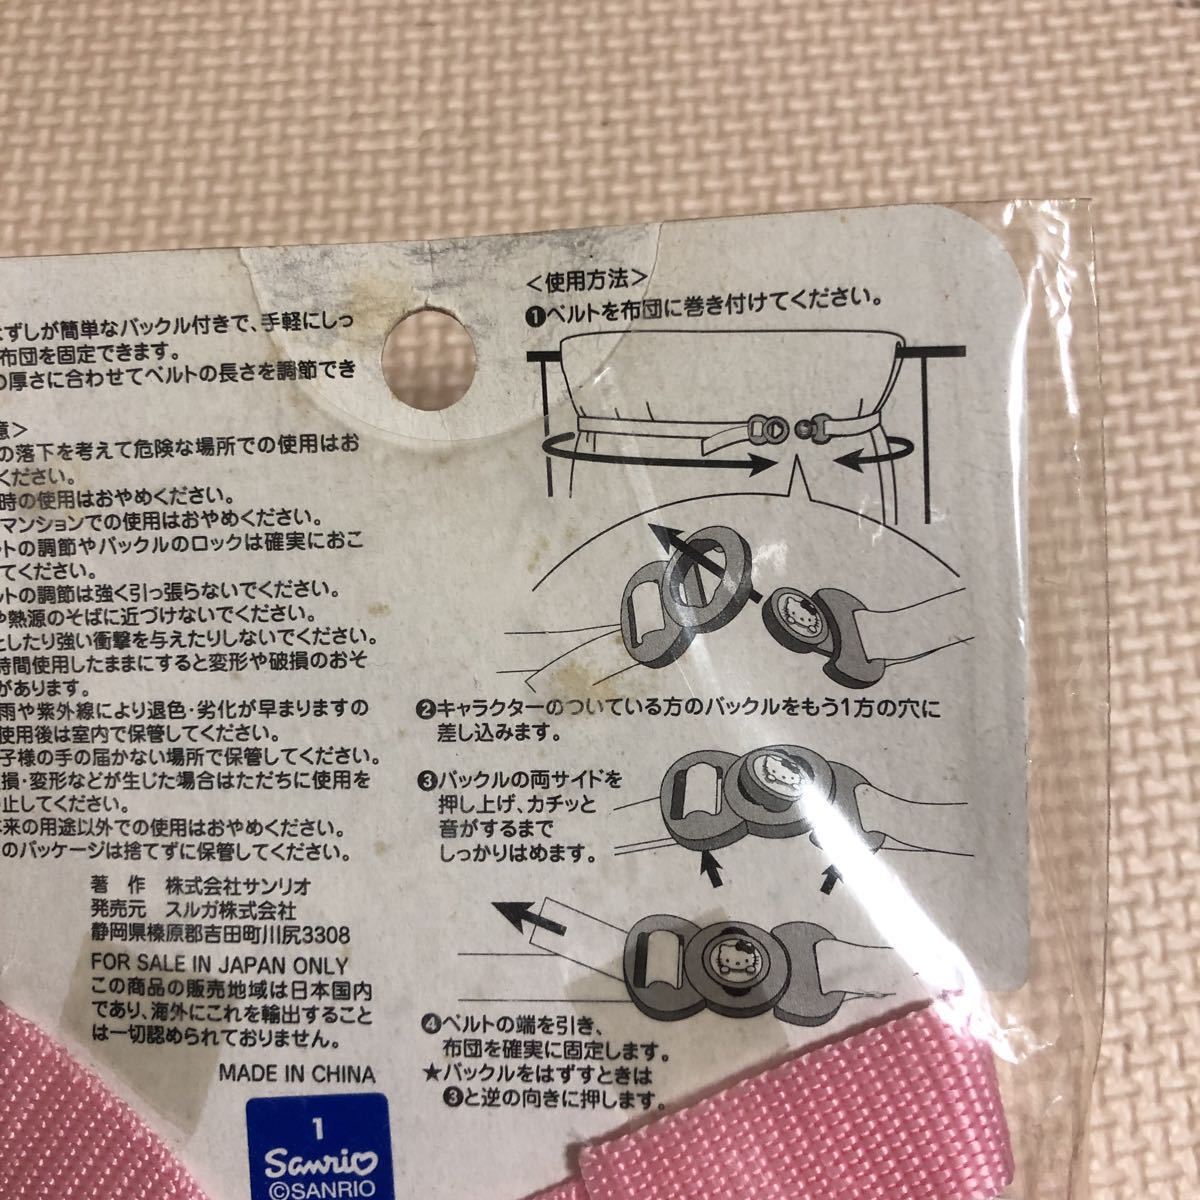 ずしが簡単なバックル付きで、手軽にしっ
布団を固定できます。
の厚さに合わせてベルトの長さを調節でき
意>
の落下を考えて危険な場所での使用はお
ください。
時の使用はおやめください。
マンションでの使用はおやめください。
ルトの調節やバックルのロックは確実におこ
てください。
ルトの調節は強く引っ張らないでください。
や熱源のそばに近づけないでください。
としたり強い衝撃を与えたりしないでください。
時間使用したままにすると変形や破損のおそ
があります。
雨や紫外線により退色・劣化が早まりますの
使用後は室内で保管してください。
子様の手の届かない場所で保管してください。
損・変形などが生じた場合はただちに使用を
止してください。
来の用途以外での使用はおやめください。
のパッケージは捨てずに保管してください。
著 作 株式会社サンリオ
発売元 スルガ株式会社
静岡県榛原郡吉田町川尻3308
FOR SALE IN JAPAN ONLY
この商品の販売地域は日本国内
であり、海外にこれを輸出すること
は一切認められておりません。
MADE IN CHINA
1
Sanrio
©SANRIO
<使用方法>
❶ベルトを布団に巻き付けてください。
❷キャラクターのついている方のバックルをもう1方の穴に
差し込みます。
❸バックルの両サイドを
押し上げ、カチッと
音がするまで
しっかりはめます。
❹ベルトの端を引き、
布団を確実に固定します。
★バックルをはずすときは
❸と逆の向きに押します。